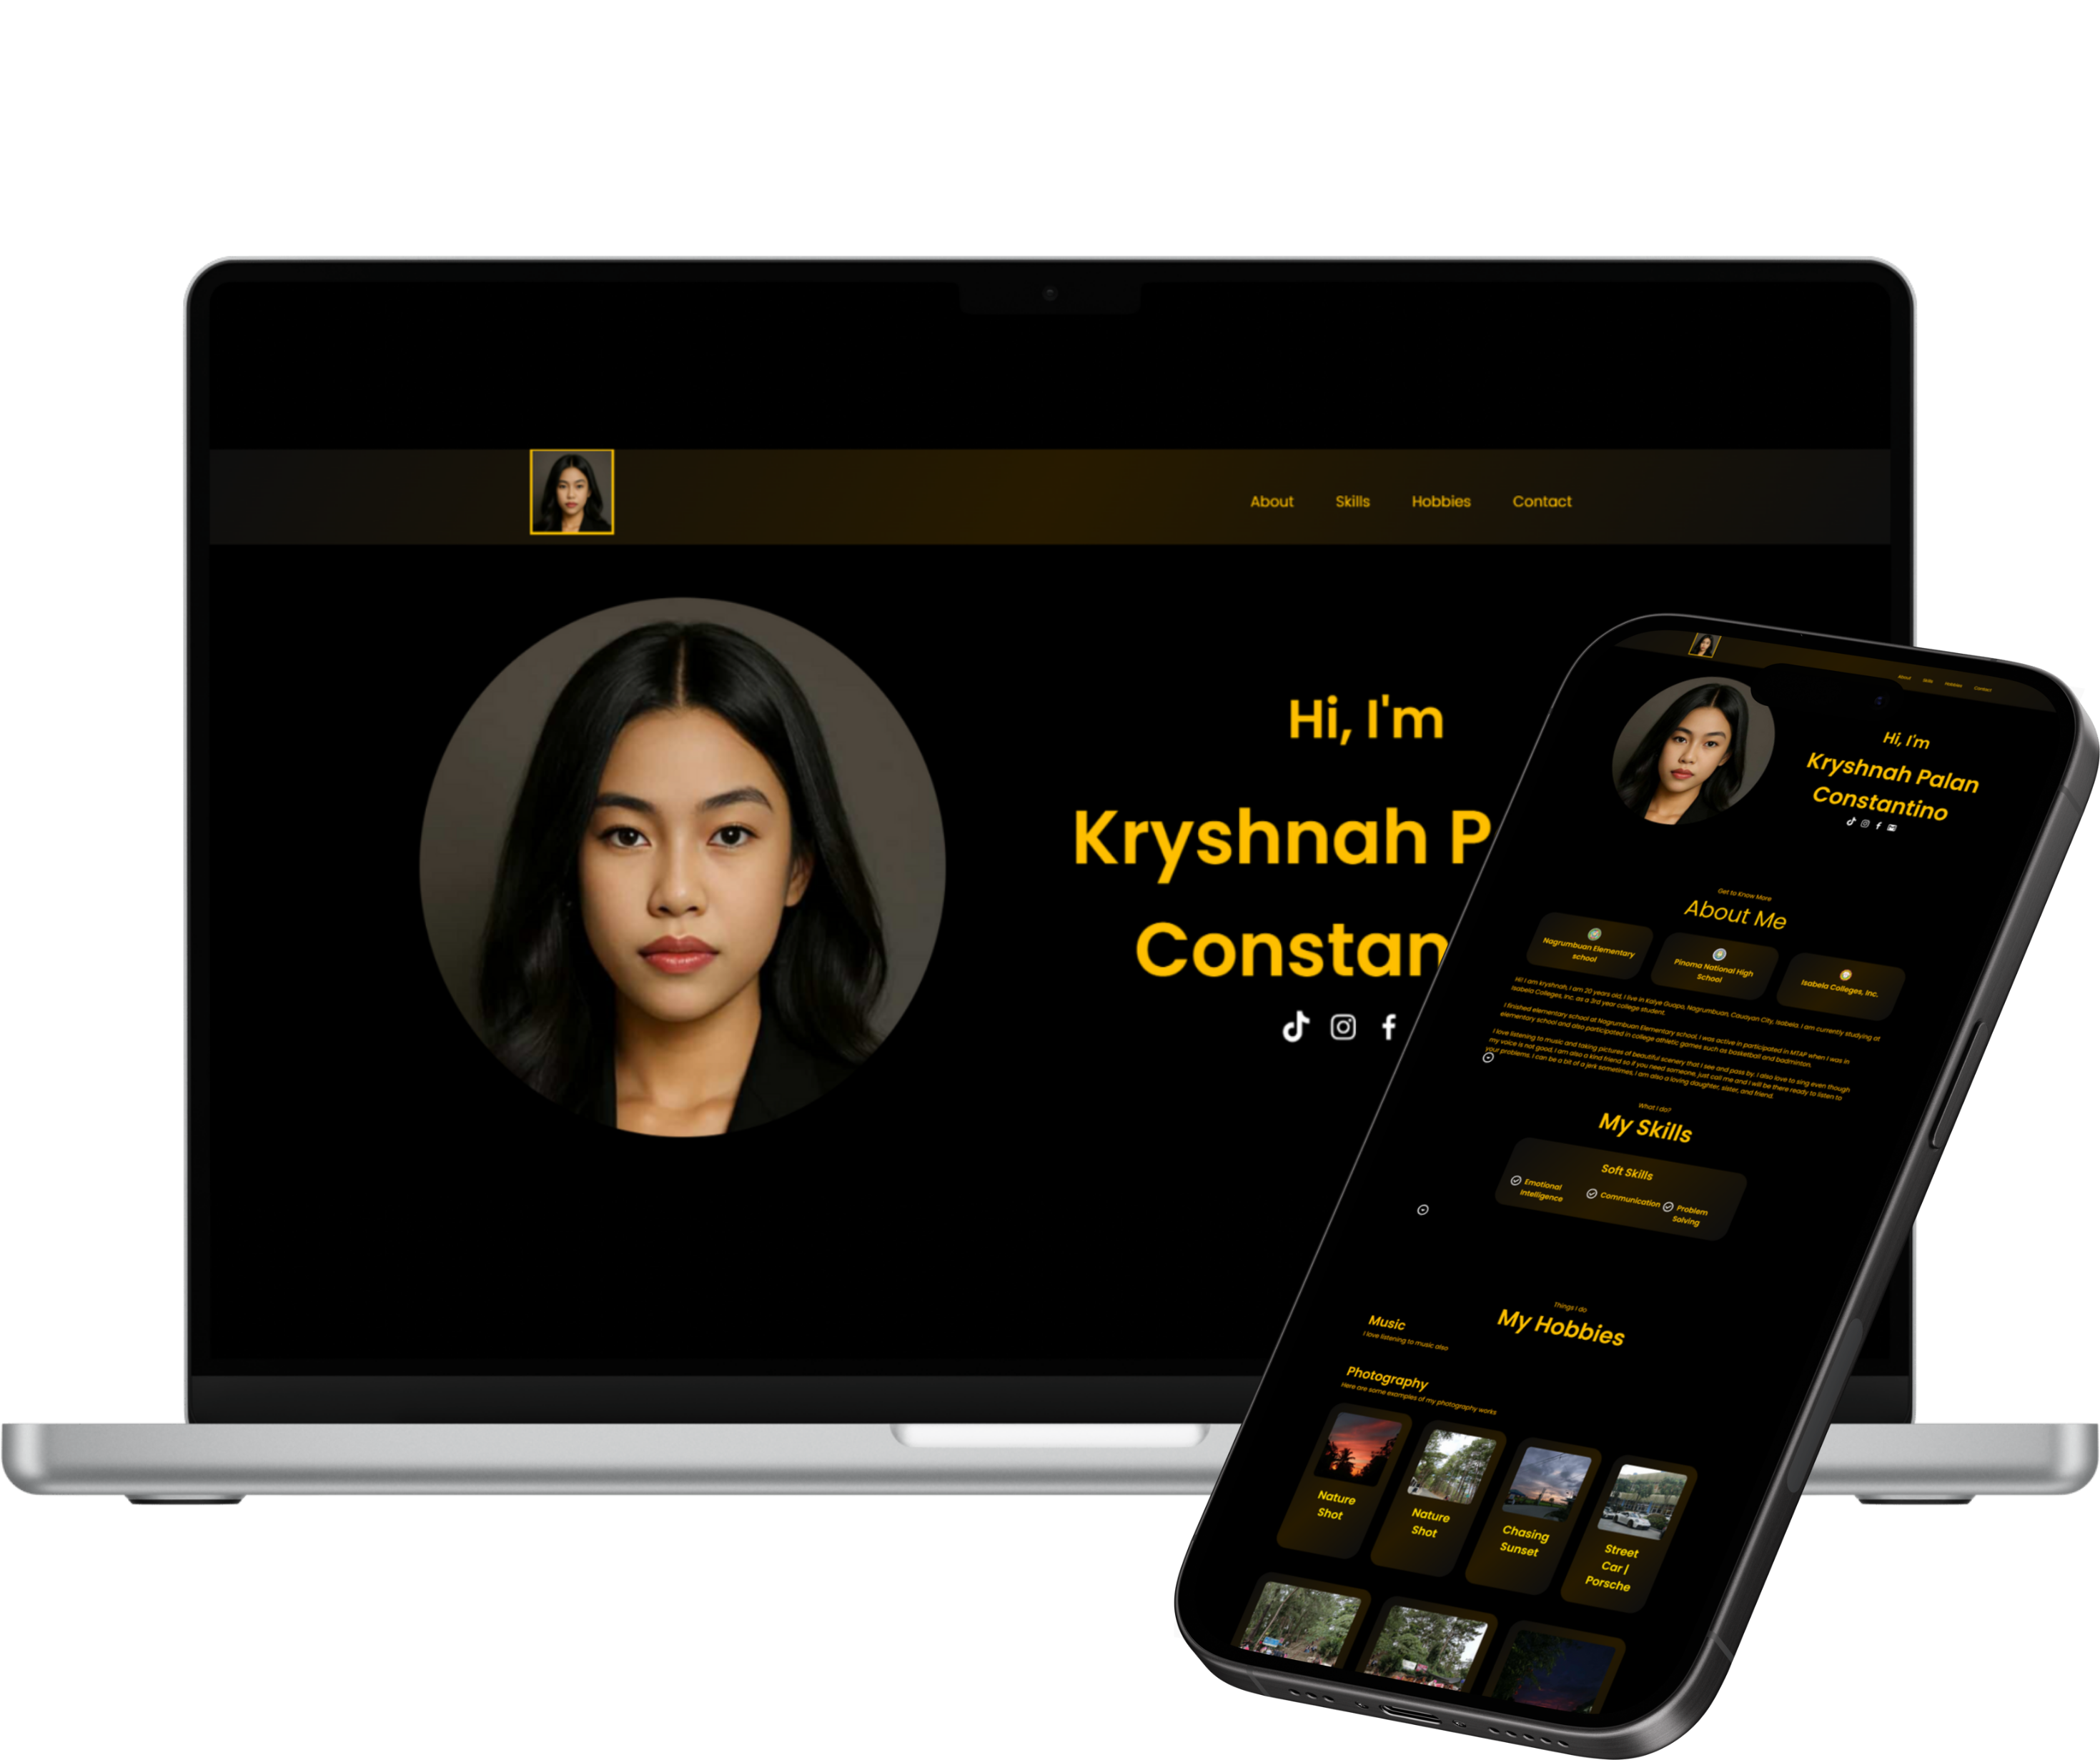 About Skills Hobbies Contact
Hi, I'm
Kryshnah P
Constan
About Skills Hobbies Contact
Hi, I'm
Kryshnah Palan
Constantino
Get to Know More
About Me
Nagrumbuan Elementary
school
Pinoma National High
School
Isabela Colleges, Inc.
Hi! I am Kryshnah, I am 20 years old, I live in Kalye Guapo, Nagrumbuan, Cauayan City, Isabela. I am currently studying at
Isabela Colleges, Inc. as a 3rd year college student.
I finished elementary school at Nagrumbuan Elementary school, I was active in participated in MTAP when I was in
elementary school and also participated in college athletic games such as basketball and badminton.
I love listening to music and taking pictures of beautiful scenery that I see and pass by. I also love to sing even though
my voice is not good, I am also a kind friend so if you need someone, just call me and I will be there ready to listen to
your problems. I can be a bit of a jerk sometimes, I am also a loving daughter, sister, and friend.
What I do?
My Skills
Soft Skills
Emotional
Intelligence
Communication
Problem
Solving
Things I do
My Hobbies
Music
I love listening to music also
Photography
Here are some examples of my photography works
Nature
Shot
Nature
Shot
Chasing
Sunset
Street
Car |
Porsche